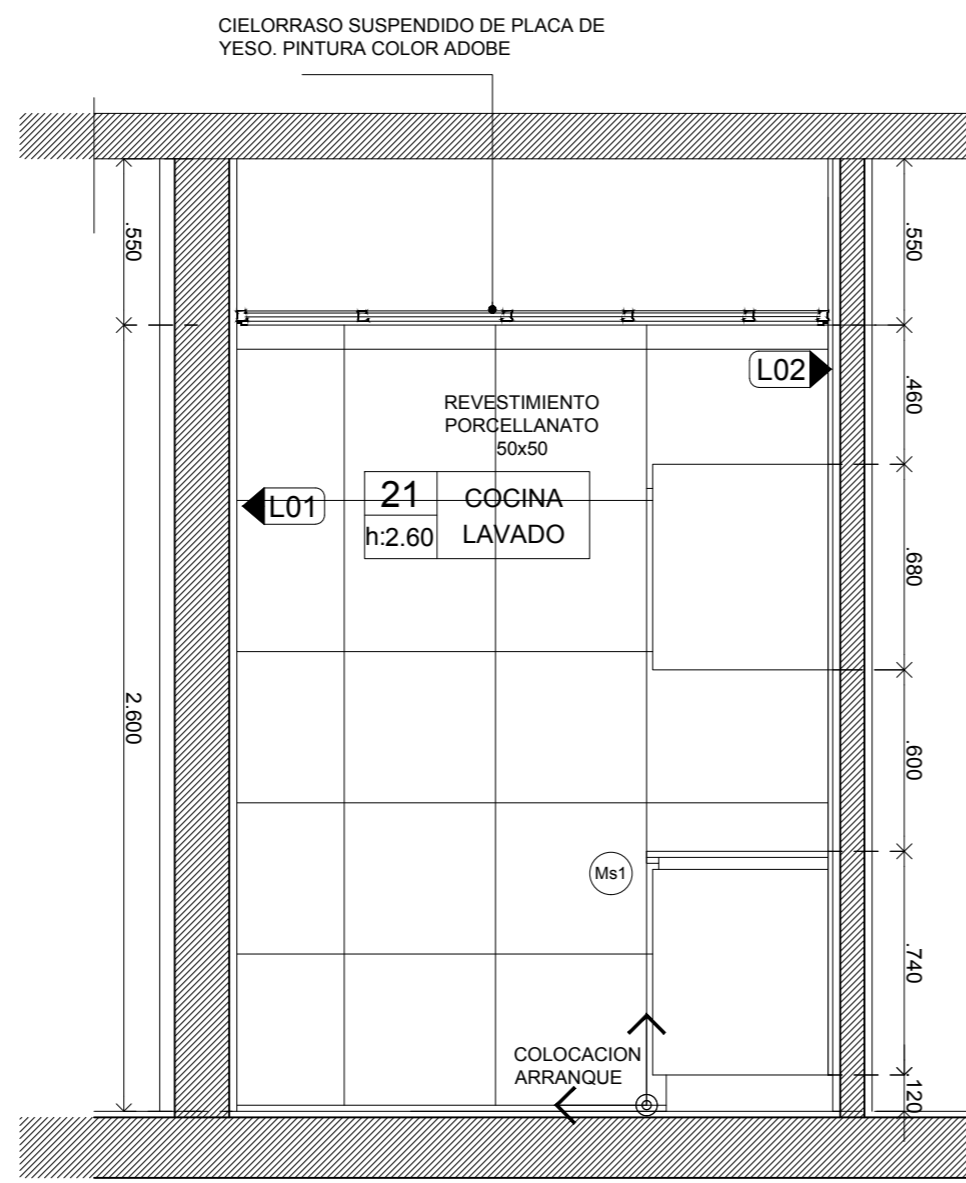 CIELORRASO SUSPENDIDO DE PLACA DE
YESO. PINTURA COLOR ADOBE
.550
.550
L02
.460
REVESTIMIENTO
PORCELLANATO
50x50
21
COCINA
L01
h:2.60
LAVADO
.680
2.600
.600
Ms1
.740
COLOCACION
ARRANQUE
.120